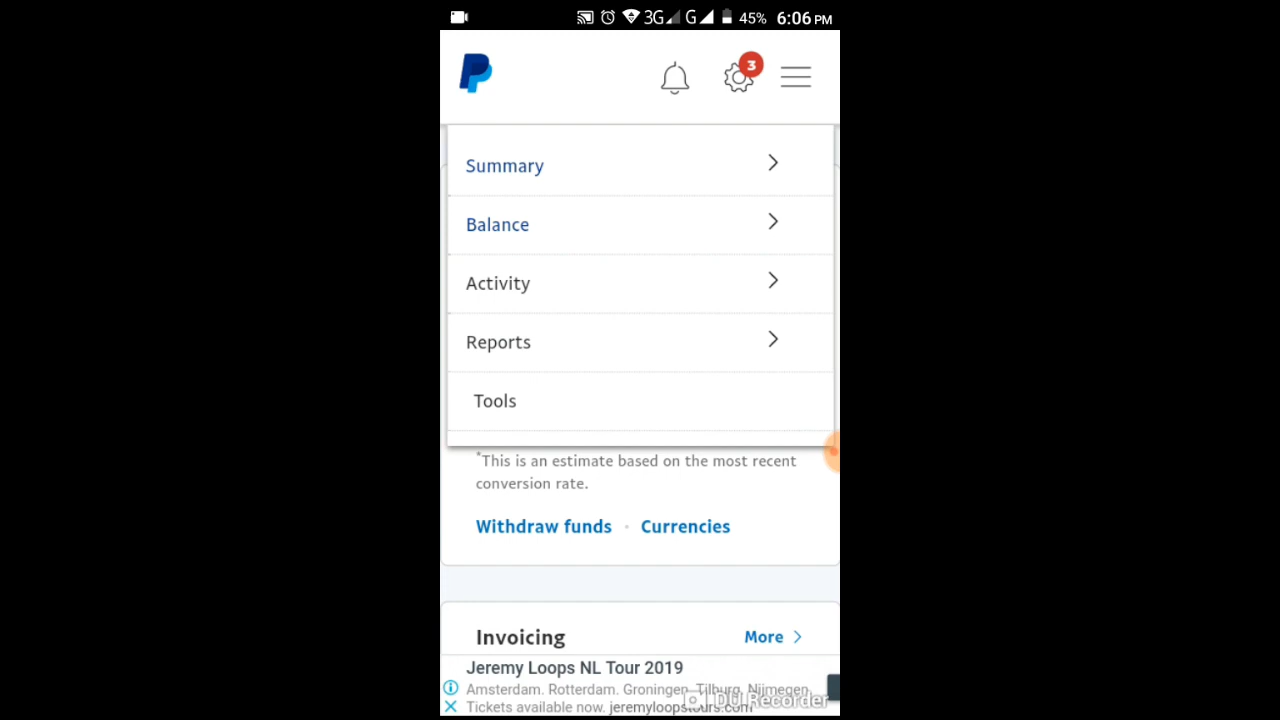 3G G 45% 6:06 PM
3
Summary
Balance
Activity
Reports
Tools
*This is an estimate based on the most recent
conversion rate.
Withdraw funds • Currencies
Invoicing More
Jeremy Loops NL Tour 2019
Amsterdam. Rotterdam. Groningen. Tilburg. Nijmegen.
Tickets available now. jeremyloopstours.com
DU Recorder